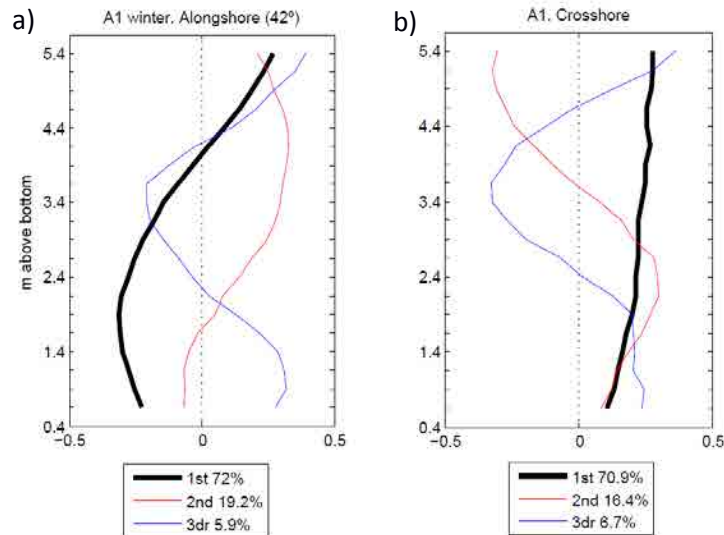 a)
A1 winter. Alongshore (42º)
5.4
4.4
3.4
2.4
1.4
0.4
m above bottom
−0.5
0
0.5
1st 72%
2nd 19.2%
3dr 5.9%
b)
A1. Crosshore
5.4
4.4
3.4
2.4
1.4
0.4
−0.5
0
0.5
1st 70.9%
2nd 16.4%
3dr 6.7%